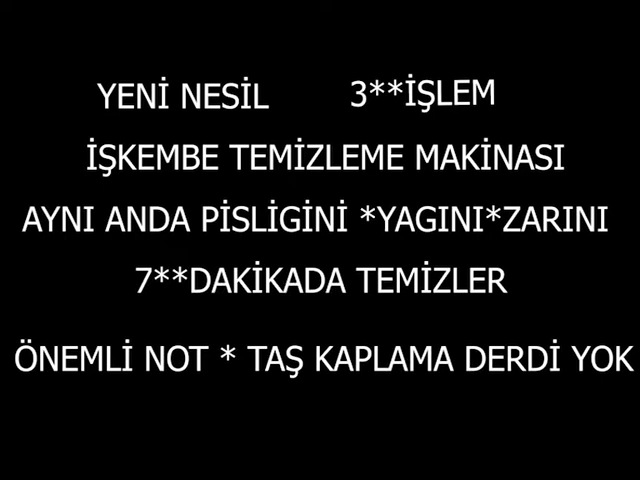 YENİ NESİL 3**İŞLEM
İŞKEMBE TEMİZLEME MAKİNASI
AYNI ANDA PİSLİGİNİ *YAGINI*ZARINI
7**DAKİKADA TEMİZLER
ÖNEMLİ NOT * TAŞ KAPLAMA DERDİ YOK